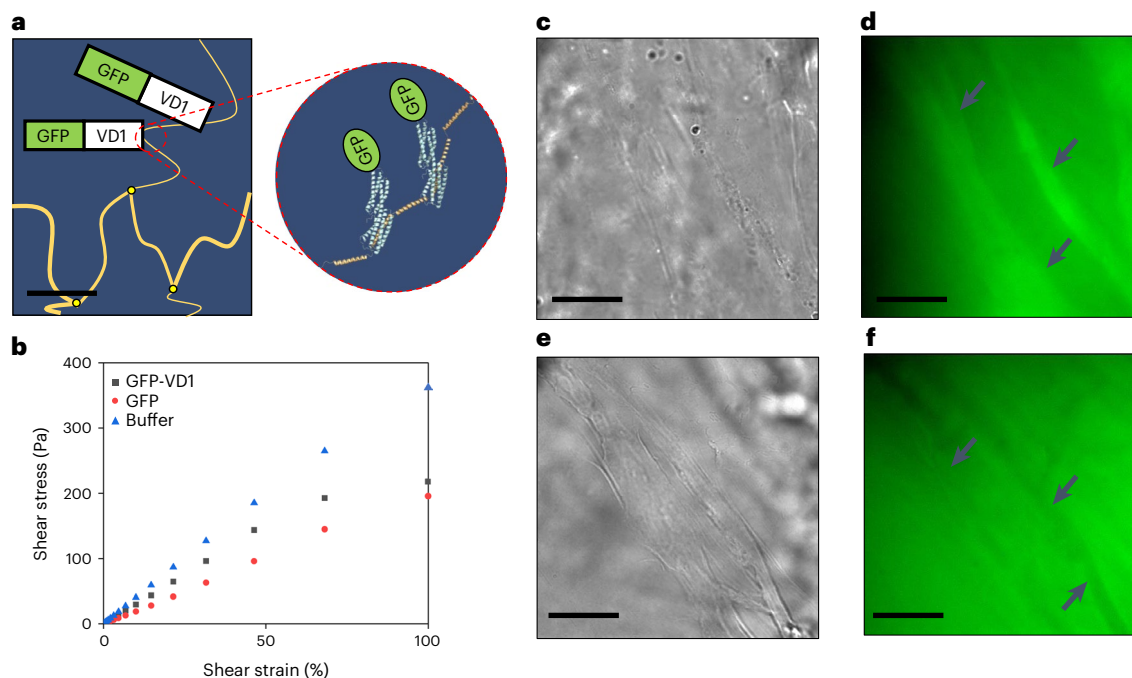 a
GFP VD1
GFP VD1
GFP
GFP
b
400
300
200
100
0
Shear stress (Pa)
GFP-VD1
GFP
Buffer
0 50 100
Shear strain (%)
c
d
e
f